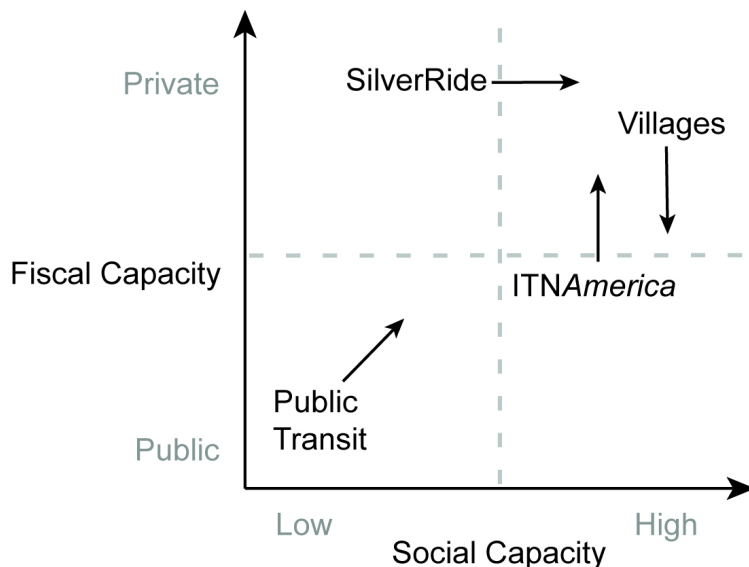 Private
SilverRide
Villages
Fiscal Capacity
ITNAmerica
Public
Transit
Public
Low
High
Social Capacity